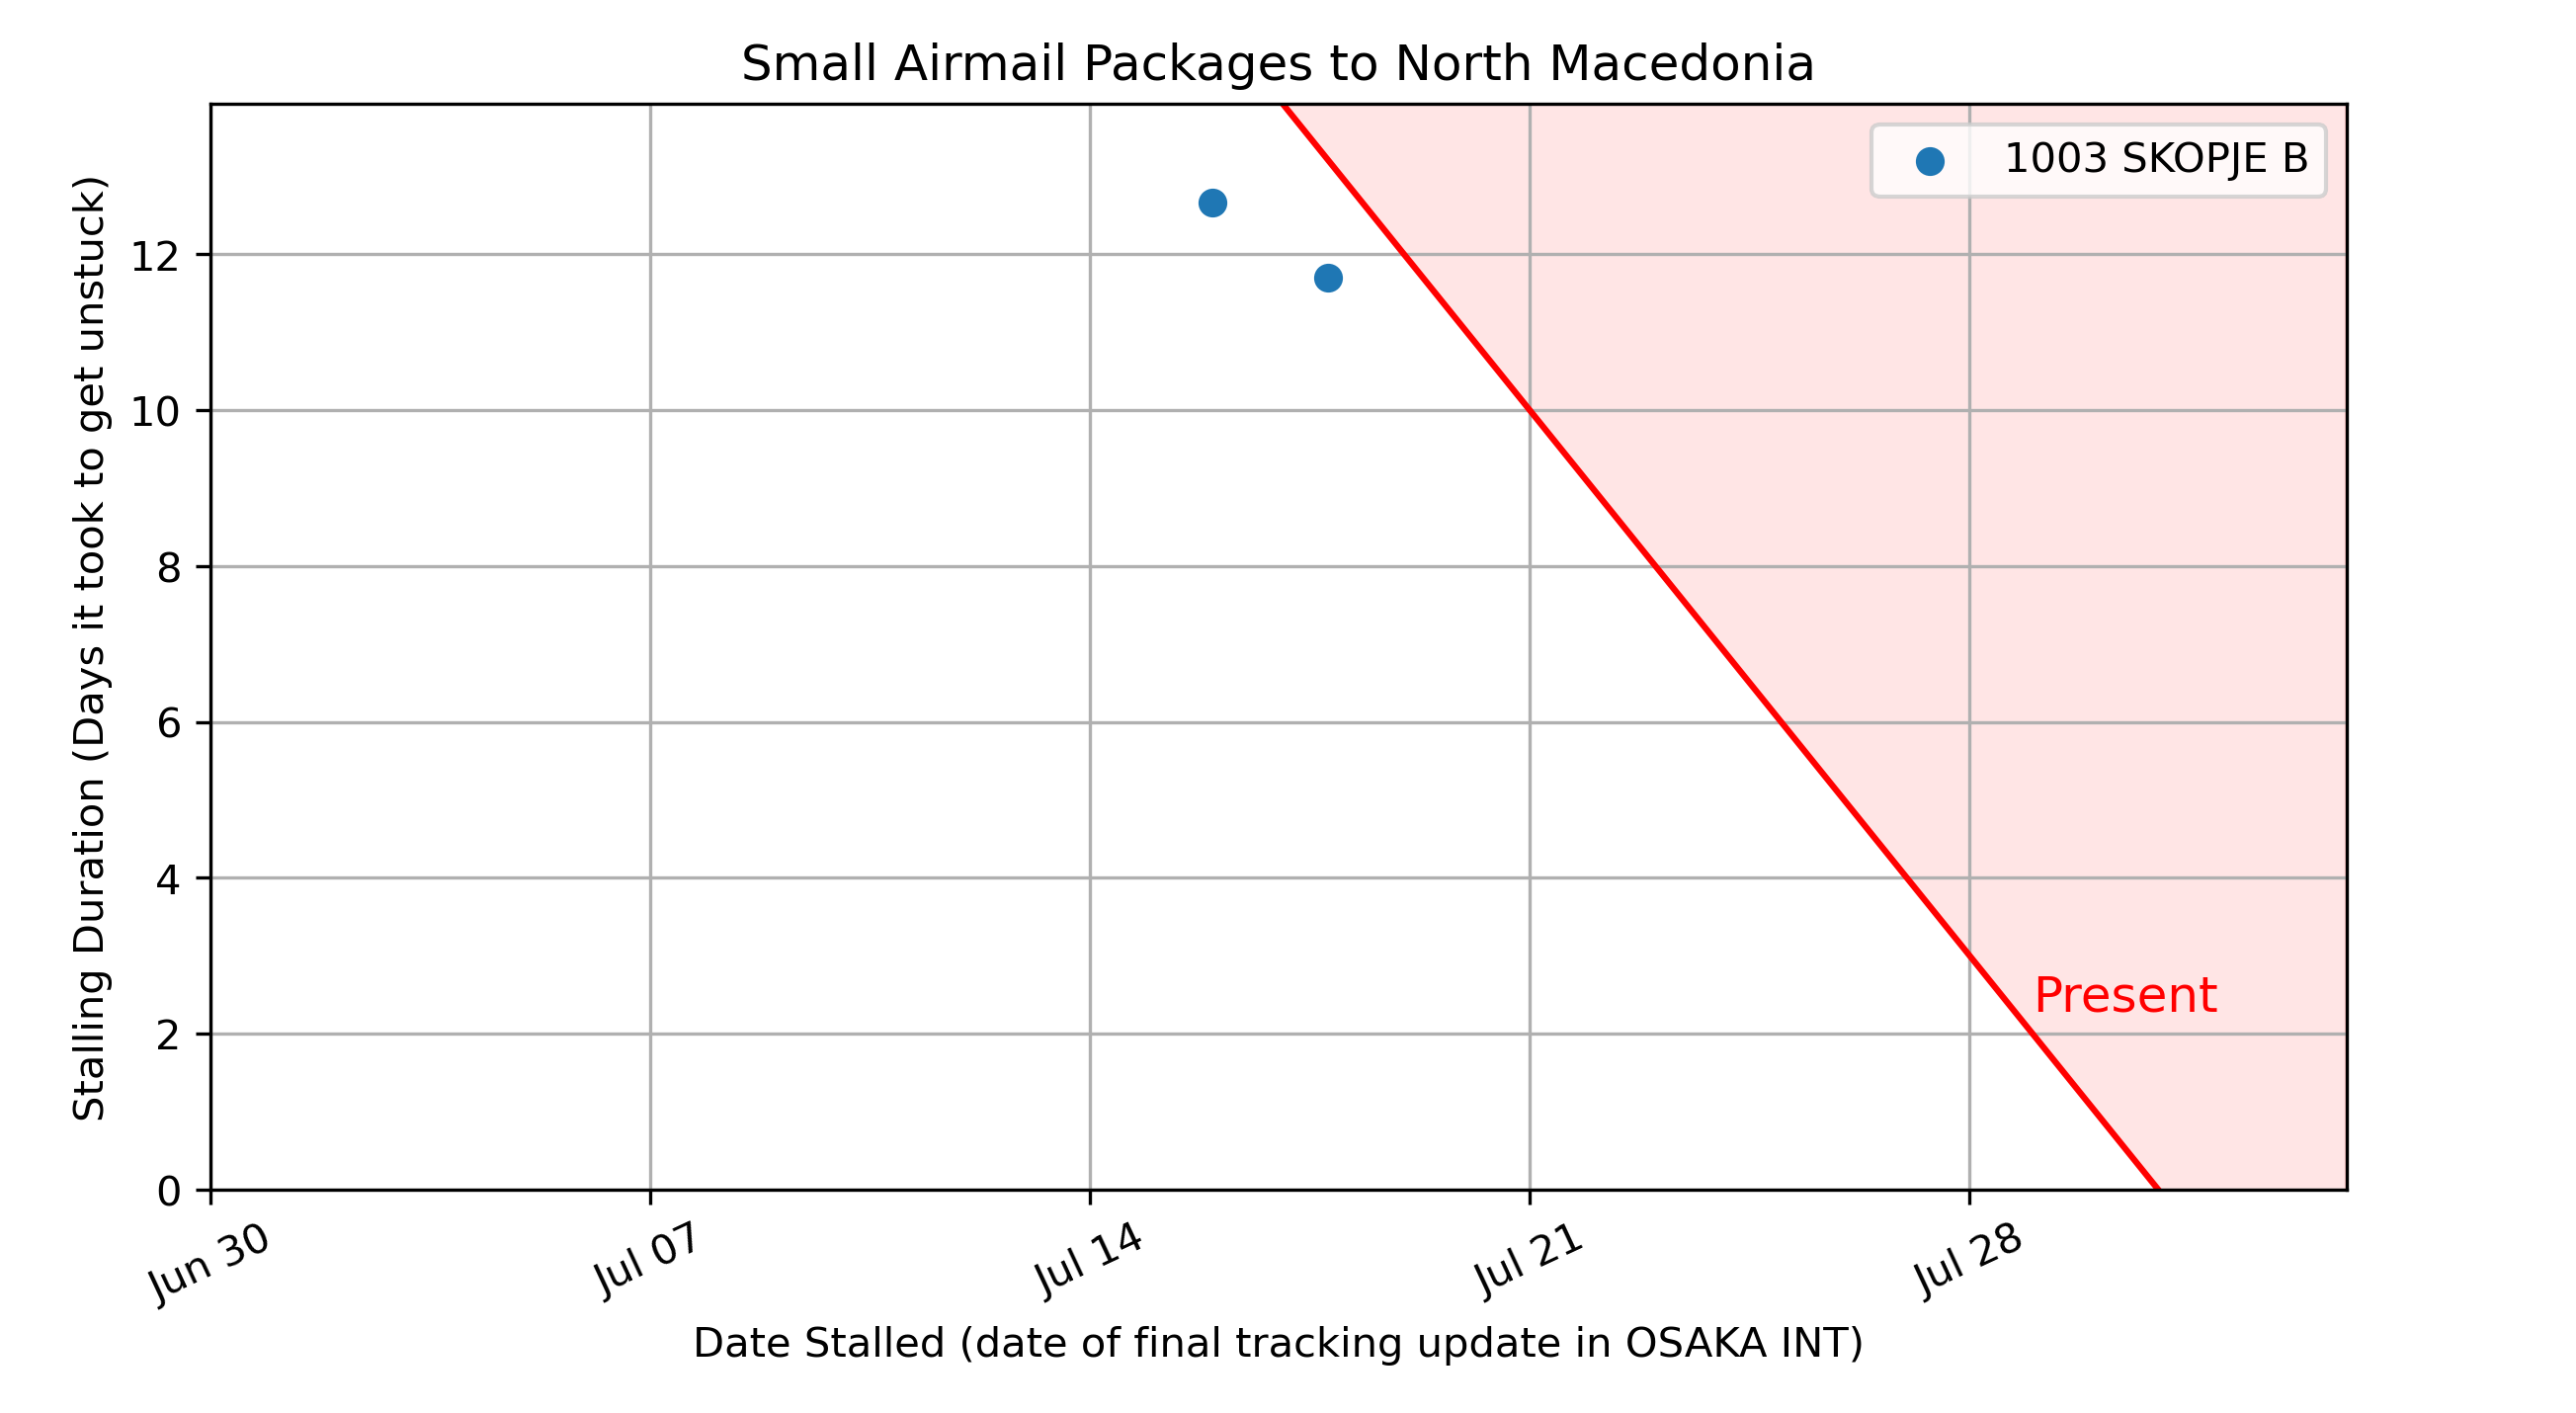 Small Airmail Packages to North Macedonia
1003 SKOPJE B
Stalling Duration (Days it took to get unstuck)
12
10
8
6
4
2
0
Present
Jun 30
Jul 07
Jul 14
Jul 21
Jul 28
Date Stalled (date of final tracking update in OSAKA INT)